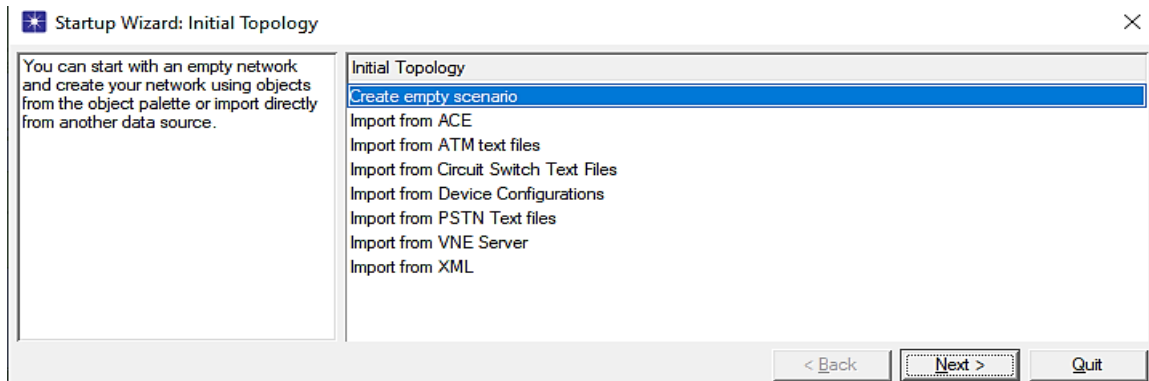 Startup Wizard: Initial Topology
You can start with an empty network
and create your network using objects
from the object palette or import directly
from another data source.
Initial Topology
Create empty scenario
Import from ACE
Import from ATM text files
Import from Circuit Switch Text Files
Import from Device Configurations
Import from PSTN Text files
Import from VNE Server
Import from XML
< Back
Next >
Quit